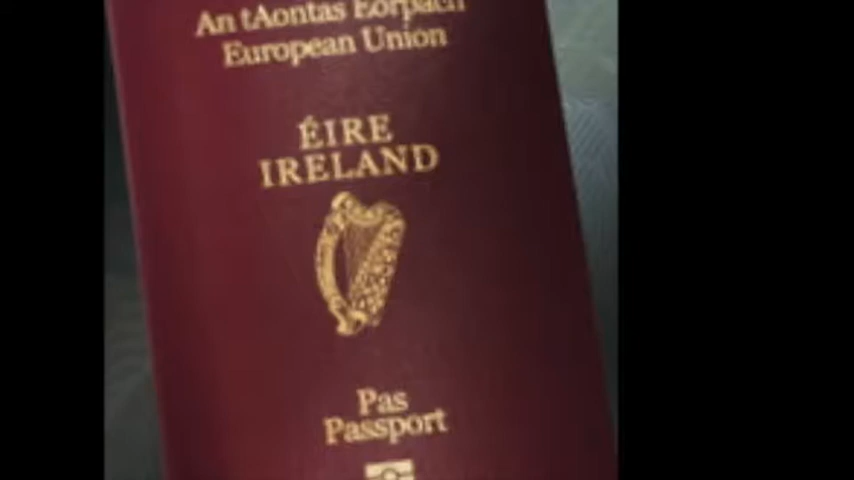 An tAontas Eorpach
European Union
ÉIRE
IRELAND
Pas
Passport